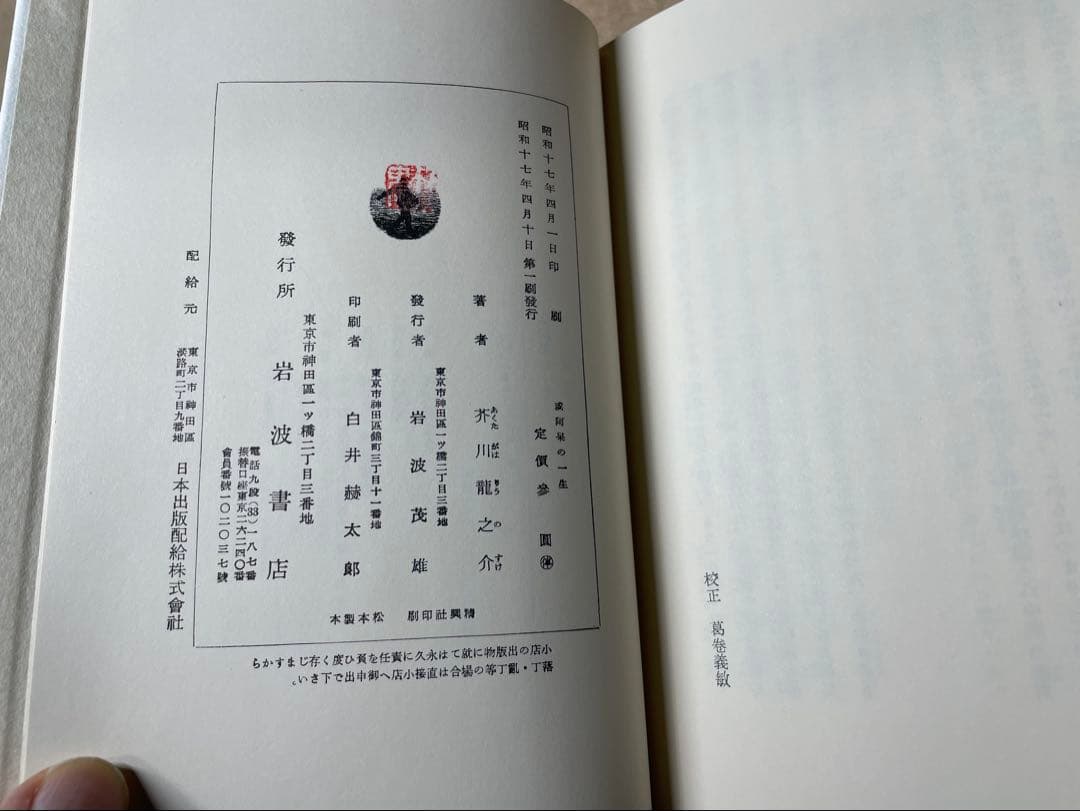 校正　葛卷義敏
昭和十七年四月一日印　　刷
昭和十七年四月十日第一刷發行
或阿呆の一生
定價參圓停
著者　芥川龍之介
あくた がは りう の すけ
發行者　東京市神田區一ツ橋二丁目三番地
岩波茂雄
印刷者　東京市神田區錦町三丁目十一番地
白井赫太郞
東京市神田區一ツ橋二丁目三番地
發行所　岩波書店
電話九段(33)一八七番
振替口座東京二六二四〇番
會員番號一〇二〇三七號
精興社印刷　松本製本
配給元　東京市神田區
淡路町二丁目九番地
日本出版配給株式會社
小店の出版物に就ては永久に責任を負ひ度く存じますから
落丁・亂丁等の場合は直接小店へ御申出で下さい。